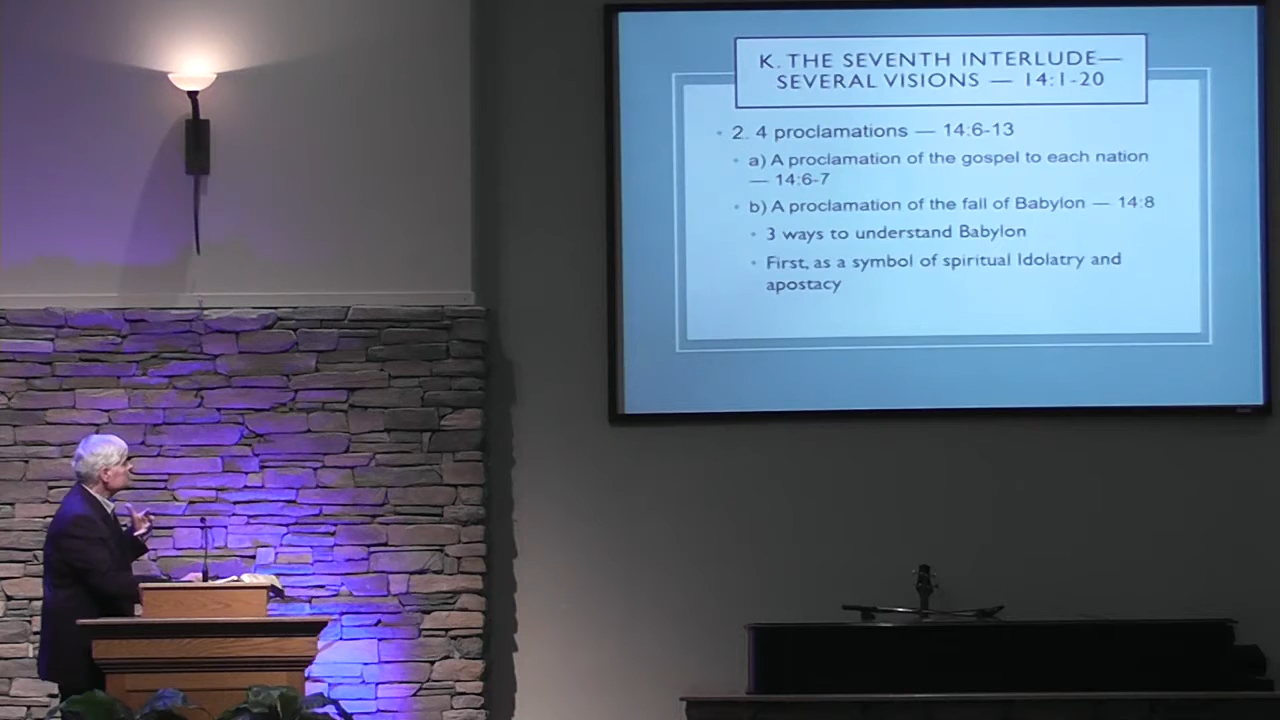 K. THE SEVENTH INTERLUDE—
SEVERAL VISIONS — 14:1-20
2. 4 proclamations — 14:6-13
a) A proclamation of the gospel to each nation
— 14:6-7
b) A proclamation of the fall of Babylon — 14:8
3 ways to understand Babylon
First, as a symbol of spiritual Idolatry and
apostacy